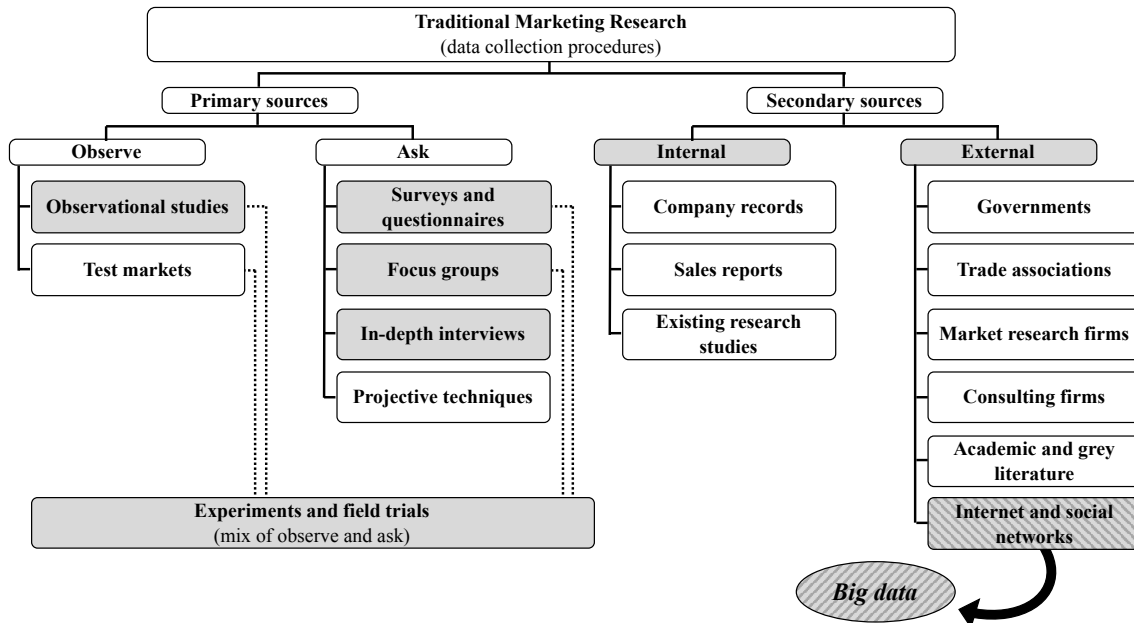 Traditional Marketing Research
(data collection procedures)
Primary sources
Secondary sources
Observe
Ask
Internal
External
Observational studies
Test markets
Surveys and
questionnaires
Focus groups
In-depth interviews
Projective techniques
Company records
Sales reports
Existing research
studies
Governments
Trade associations
Market research firms
Consulting firms
Academic and grey
literature
Internet and social
networks
Experiments and field trials
(mix of observe and ask)
Big data